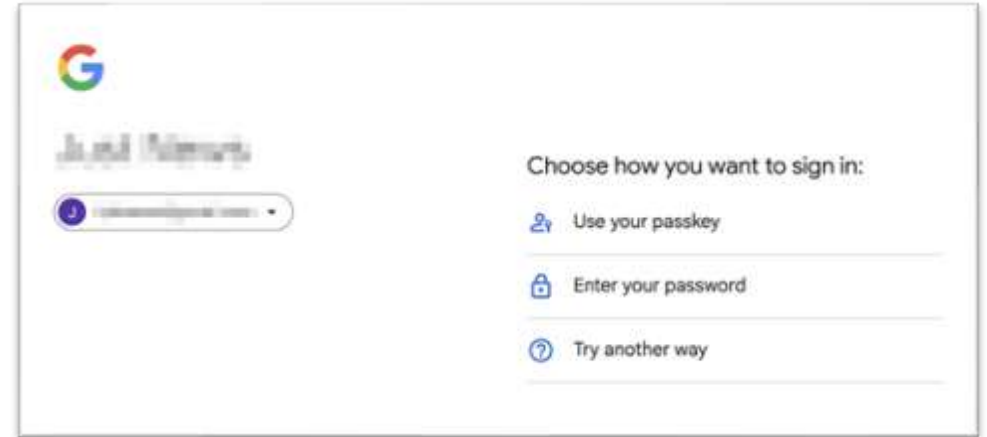 G
J
Choose how you want to sign in:
Use your passkey
Enter your password
Try another way